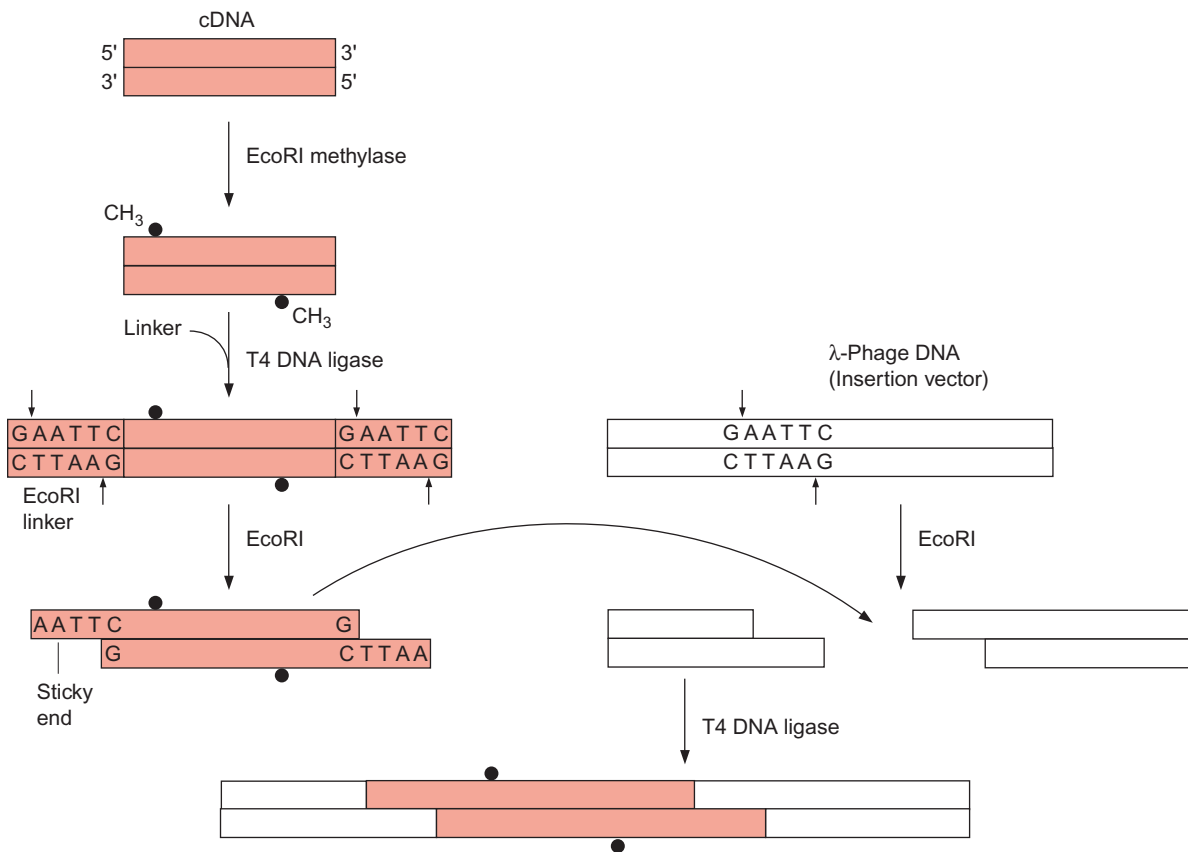 cDNA
5' 3'
3' 5'
EcoRI methylase
CH₃
CH₃
Linker
T4 DNA ligase
λ-Phage DNA
(Insertion vector)
GAATTC GAATTC
CTTAAG CTTAAG
GAATTC
CTTAAG
EcoRI
linker
EcoRI
EcoRI
AATTC G
G CTTAA
Sticky
end
T4 DNA ligase